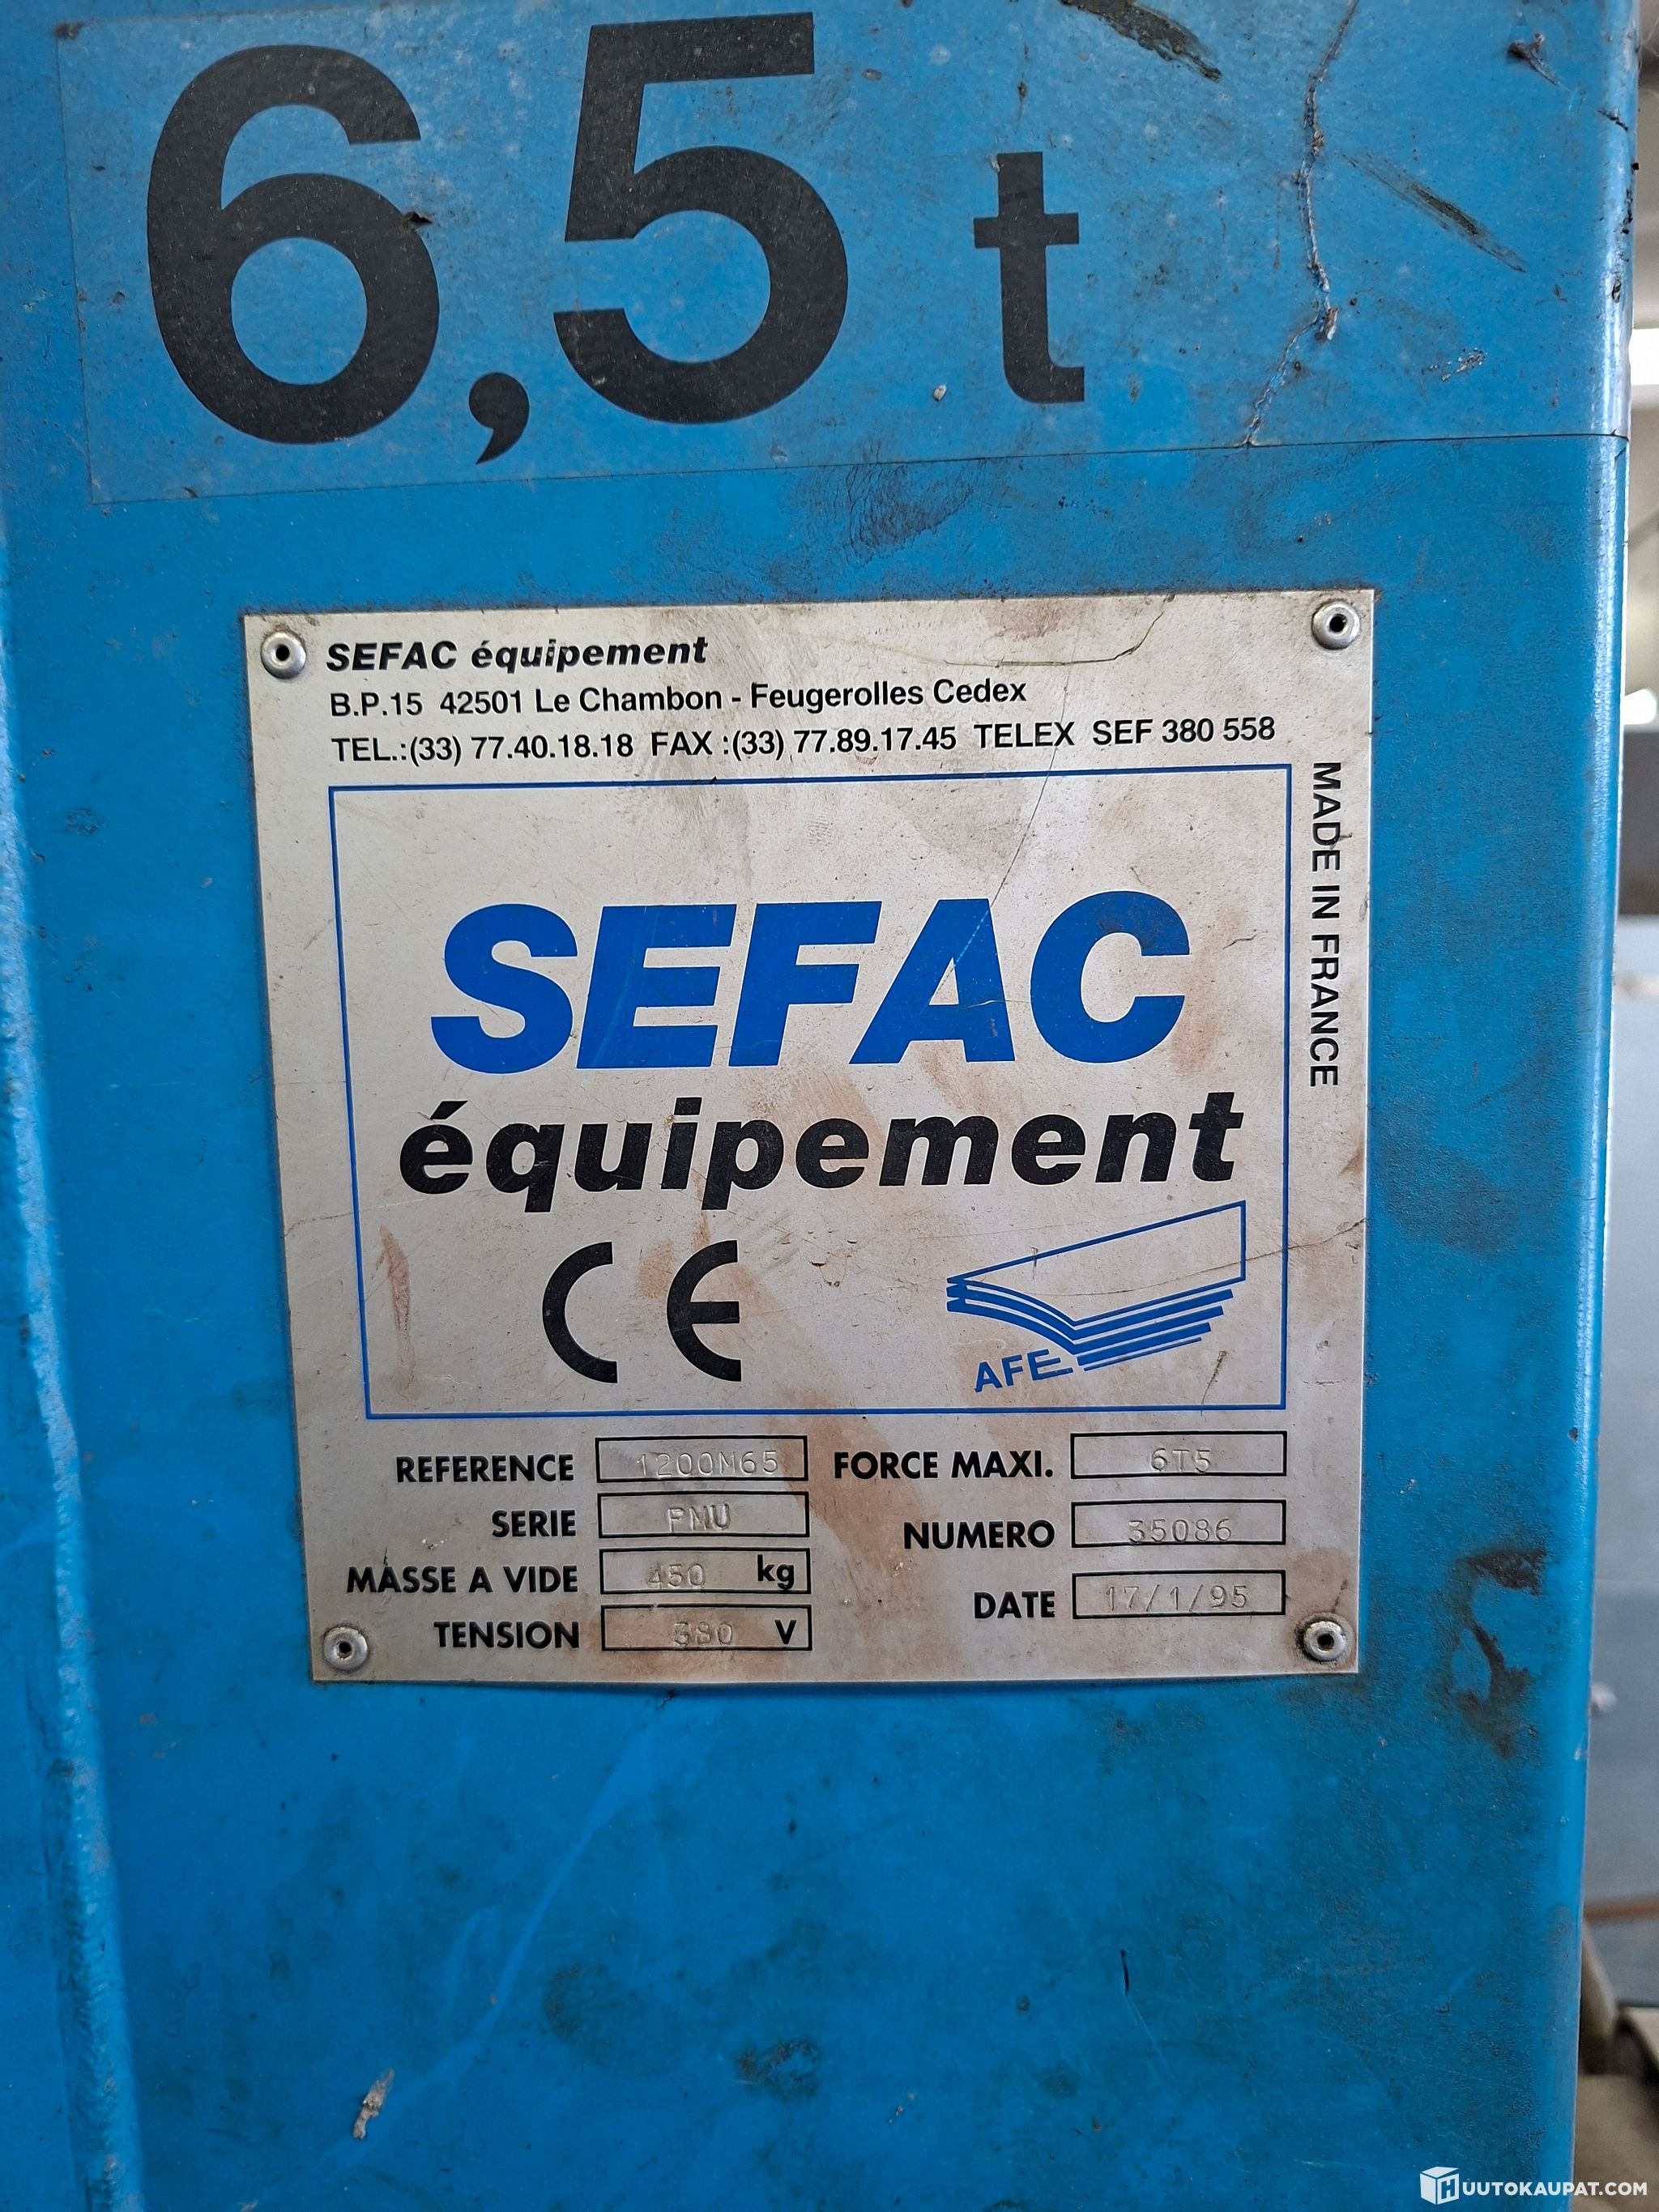 6,5 t
SEFAC équipement
B.P.15 42501 Le Chambon - Feugerolles Cedex
TEL.:(33) 77.40.18.18 FAX :(33) 77.89.17.45 TELEX SEF 380 558
MADE IN FRANCE
SEFAC
équipement
CE
AFE
REFERENCE 1200M65 FORCE MAXI. 6T5
SERIE PMU NUMERO 35086
MASSE A VIDE 450 kg
DATE 17/1/95
TENSION 380 V
HUUTOKAUPAT.COM